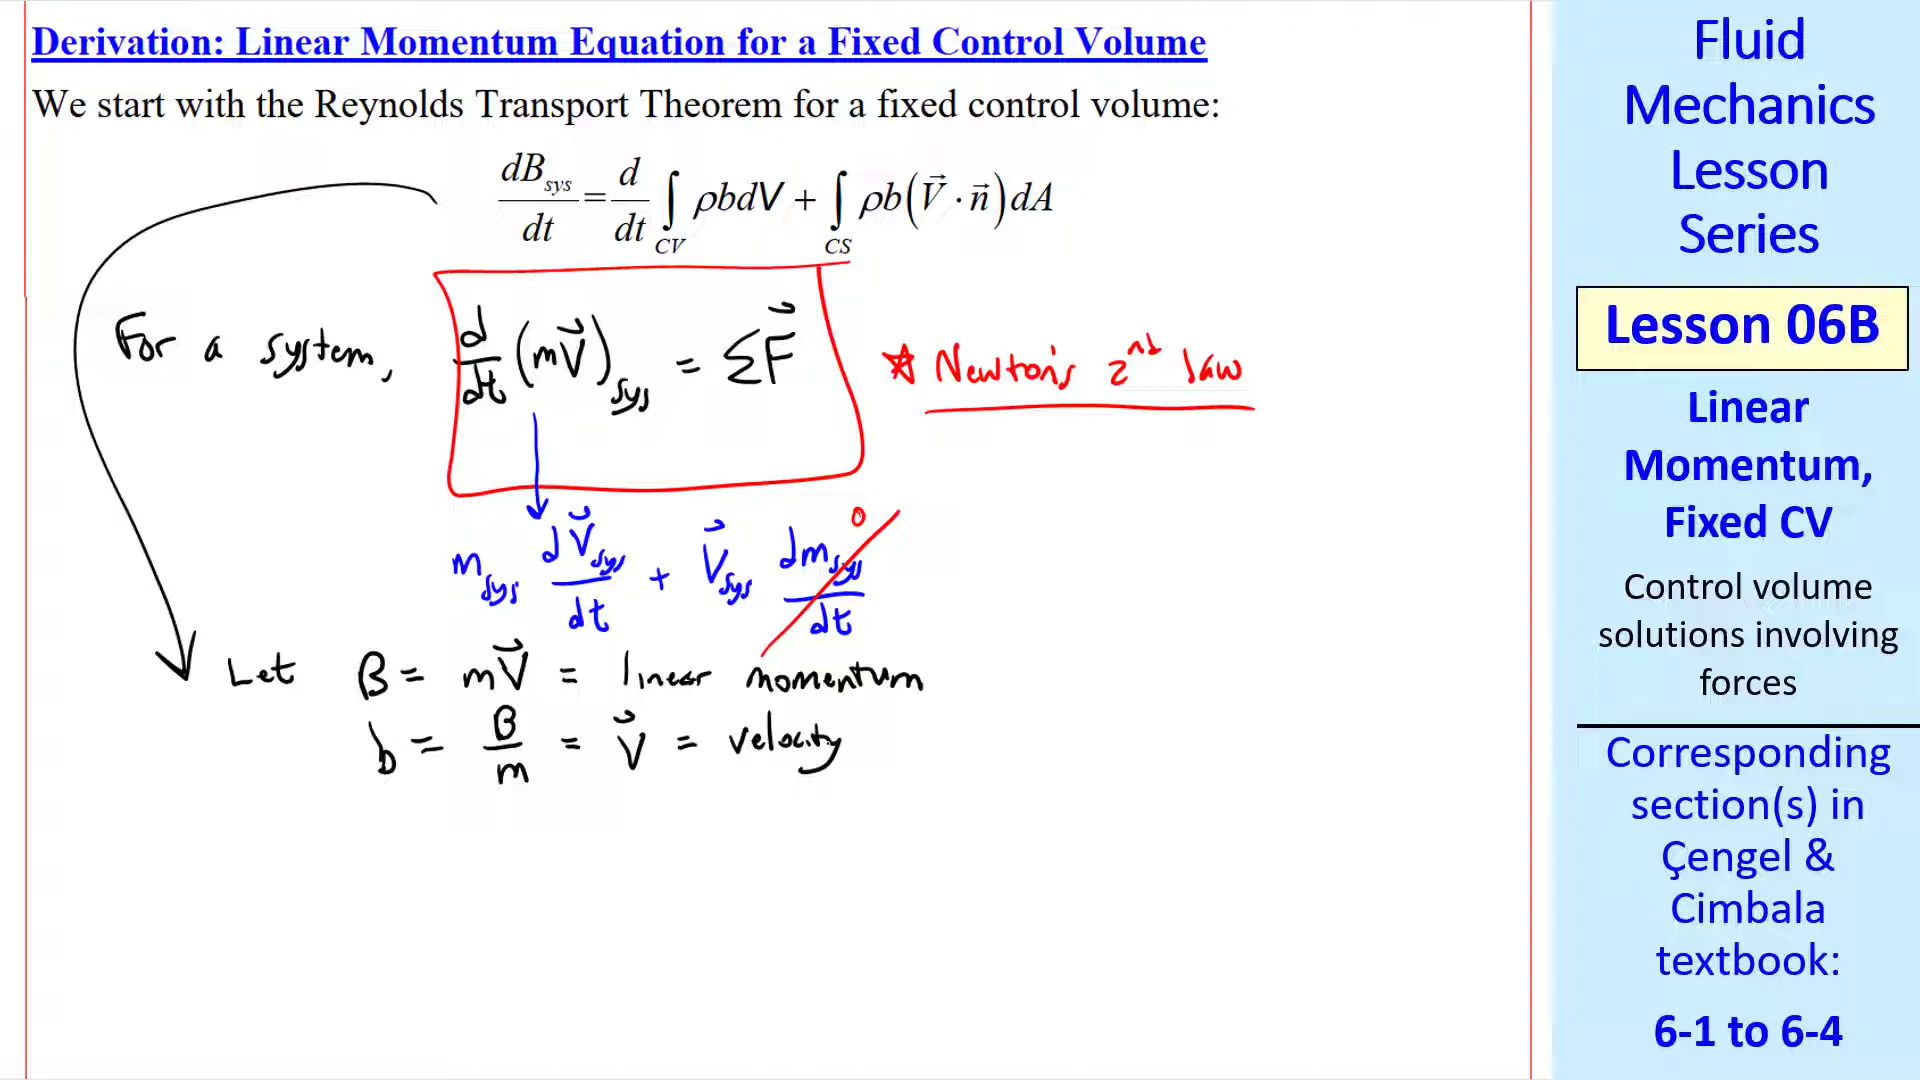 Derivation: Linear Momentum Equation for a Fixed Control Volume
We start with the Reynolds Transport Theorem for a fixed control volume:
dB_sys/dt = d/dt ∫_CV ρbdV + ∫_CS ρb(V⃗ · n⃗)dA
For a system, d/dt (mV⃗)_sys = ΣF⃗ ☆ Newton's 2nd law
m_sys dV⃗_sys/dt + V⃗_sys dm_sys/dt 0
Let B = mV⃗ = linear momentum
b = B/m = V⃗ = velocity
Fluid
Mechanics
Lesson
Series
Lesson 06B
Linear
Momentum,
Fixed CV
Control volume
solutions involving
forces
Corresponding
section(s) in
Çengel &
Cimbala
textbook:
6-1 to 6-4